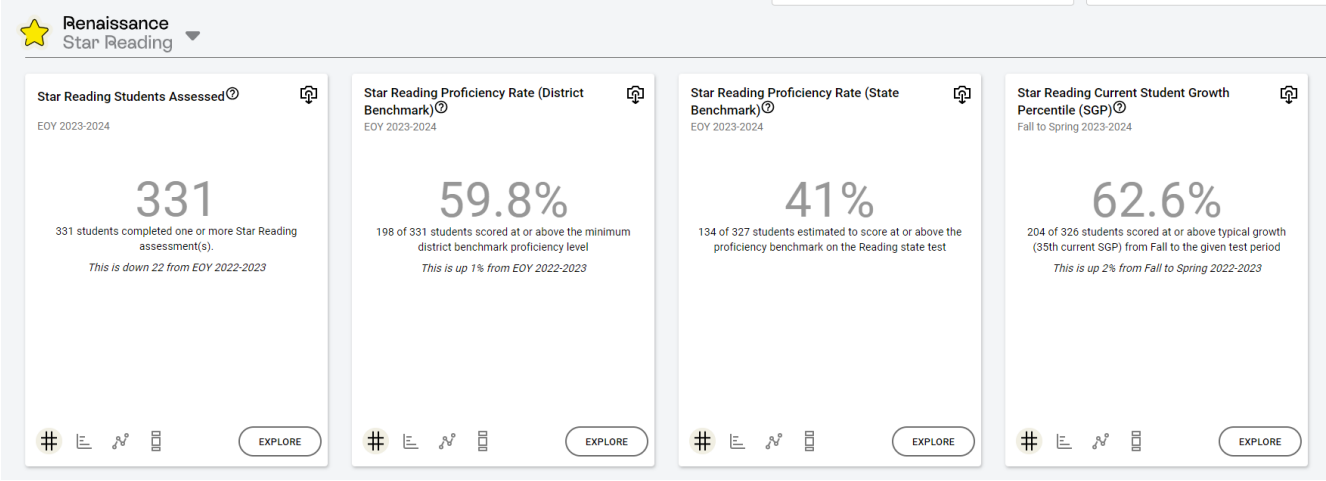 Renaissance
Star Reading
Star Reading Students Assessed
EOY 2023-2024
331
331 students completed one or more Star Reading
assessment(s).
This is down 22 from EOY 2022-2023
EXPLORE
Star Reading Proficiency Rate (District
Benchmark)
EOY 2023-2024
59.8%
198 of 331 students scored at or above the minimum
district benchmark proficiency level
This is up 1% from EOY 2022-2023
EXPLORE
Star Reading Proficiency Rate (State
Benchmark)
EOY 2023-2024
41%
134 of 327 students estimated to score at or above the
proficiency benchmark on the Reading state test
EXPLORE
Star Reading Current Student Growth
Percentile (SGP)
Fall to Spring 2023-2024
62.6%
204 of 326 students scored at or above typical growth
(35th current SGP) from Fall to the given test period
This is up 2% from Fall to Spring 2022-2023
EXPLORE